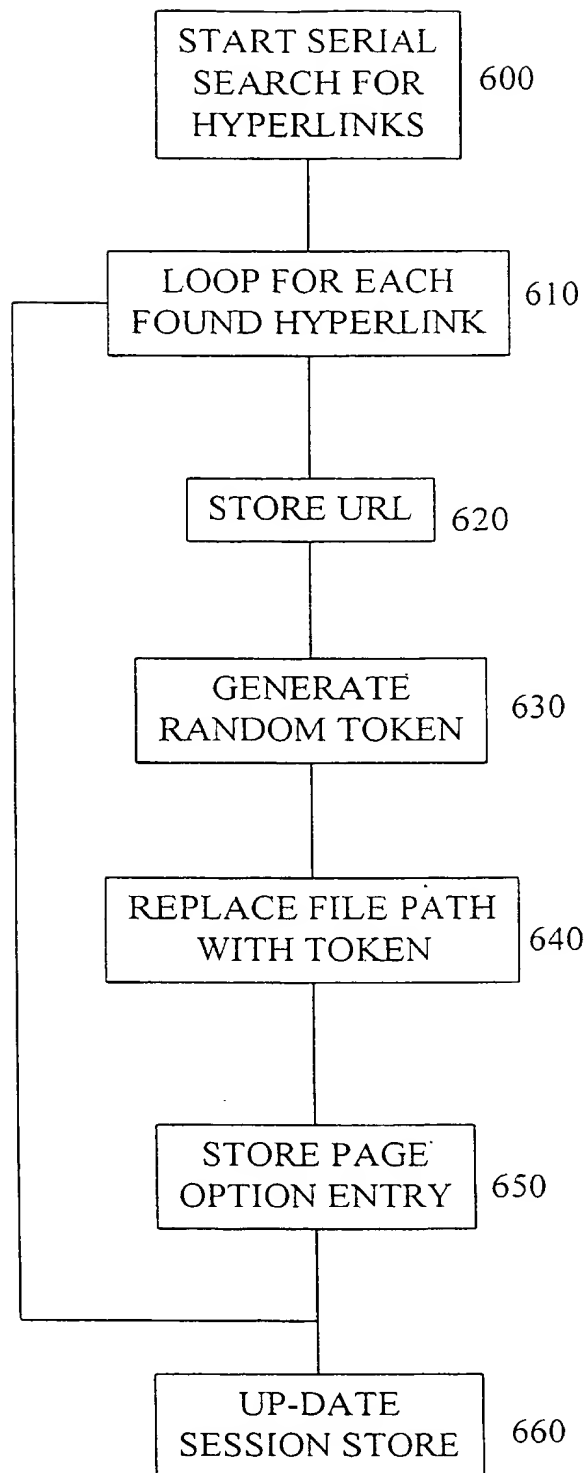 START SERIAL
SEARCH FOR
HYPERLINKS
600
LOOP FOR EACH
FOUND HYPERLINK
610
STORE URL
620
GENERATE
RANDOM TOKEN
630
REPLACE FILE PATH
WITH TOKEN
640
STORE PAGE
OPTION ENTRY
650
UP-DATE
SESSION STORE
660